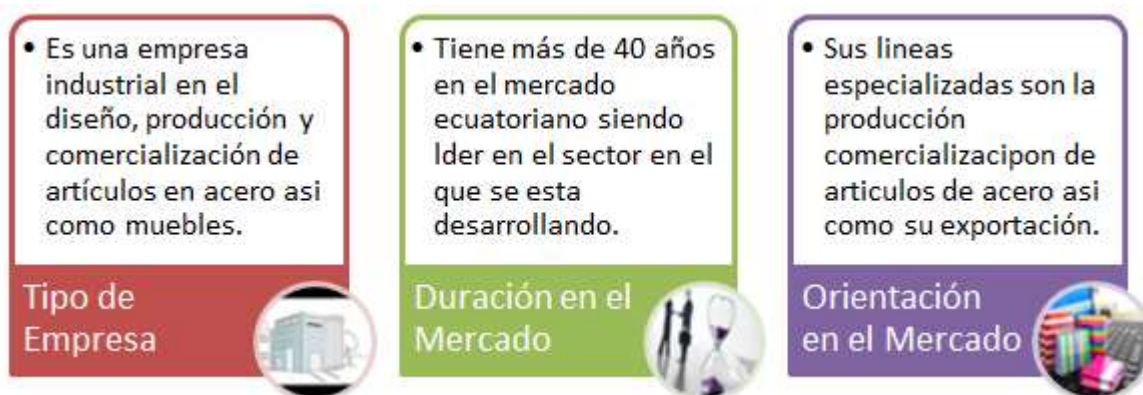 • Es una empresa
industrial en el
diseño, producción y
comercialización de
artículos en acero asi
como muebles.
Tipo de
Empresa
• Tiene más de 40 años
en el mercado
ecuatoriano siendo
lder en el sector en el
que se esta
desarrollando.
Duración en el
Mercado
• Sus lineas
especializadas son la
producción
comercializacipon de
articulos de acero asi
como su exportación.
Orientación
en el Mercado